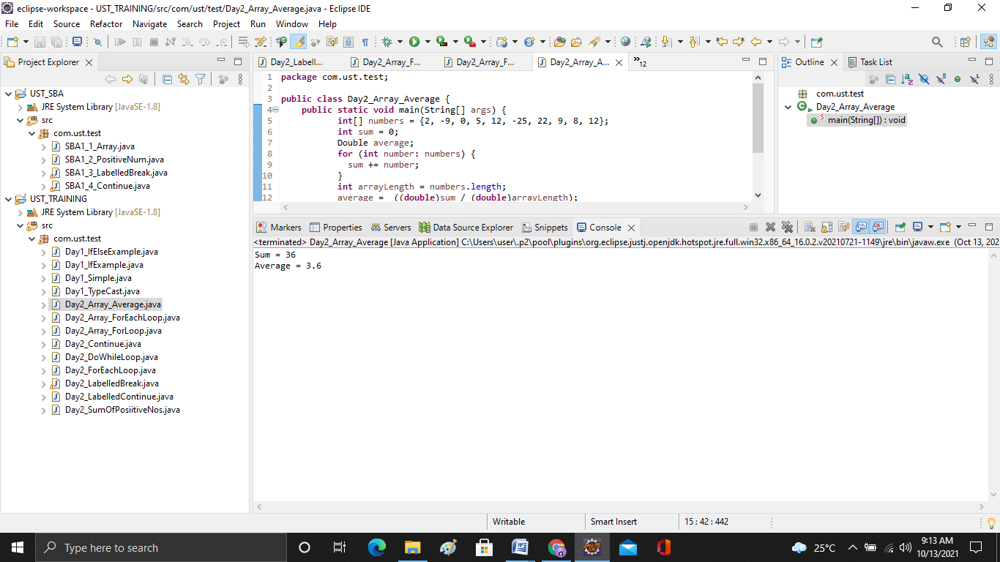 eclipse-workspace - UST_TRAINING/src/com/ust/test/Day2_Array_Average.java - Eclipse IDE
File Edit Source Refactor Navigate Search Project Run Window Help
Project Explorer
UST_SBA
JRE System Library [JavaSE-1.8]
src
com.ust.test
SBA1_1_Array.java
SBA1_2_PositiveNum.java
SBA1_3_LabelledBreak.java
SBA1_4_Continue.java
UST_TRAINING
JRE System Library [JavaSE-1.8]
src
com.ust.test
Day1_IfElseExample.java
Day1_IfExample.java
Day1_Simple.java
Day1_TypeCast.java
Day2_Array_Average.java
Day2_Array_ForEachLoop.java
Day2_Array_ForLoop.java
Day2_Continue.java
Day2_DoWhileLoop.java
Day2_ForEachLoop.java
Day2_LabelledBreak.java
Day2_LabelledContinue.java
Day2_SumOfPosiitiveNos.java
Day2_Labell... Day2_Array_F... Day2_Array_F... Day2_Array_A... »12
1 package com.ust.test;
2
3 public class Day2_Array_Average {
4 public static void main(String[] args) {
5 int[] numbers = {2, -9, 0, 5, 12, -25, 22, 9, 8, 12};
6 int sum = 0;
7 Double average;
8 for (int number: numbers) {
9 sum += number;
10 }
11 int arrayLength = numbers.length;
12 average = ((double)sum / (double)arrayLength);
Outline Task List
com.ust.test
Day2_Array_Average
main(String[]) : void
Markers Properties Servers Data Source Explorer Snippets Console
<terminated> Day2_Array_Average [Java Application] C:\Users\user\.p2\pool\plugins\org.eclipse.justj.openjdk.hotspot.jre.full.win32.x86_64_16.0.2.v20210721-1149\jre\bin\javaw.exe (Oct 13, 202
Sum = 36
Average = 3.6
Writable Smart Insert 15 : 42 : 442
Type here to search
25°C
9:13 AM
10/13/2021